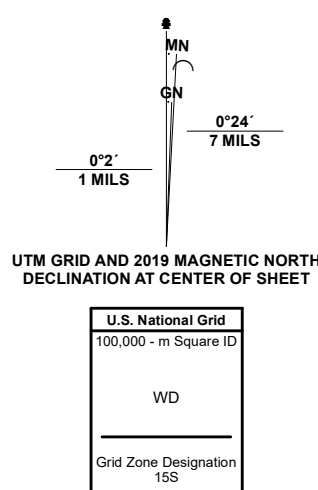 MN
GN
0°24´
7 MILS
0°2´
1 MILS
UTM GRID AND 2019 MAGNETIC NORTH
DECLINATION AT CENTER OF SHEET
U.S. National Grid
100,000 - m Square ID
WD
Grid Zone Designation
15S